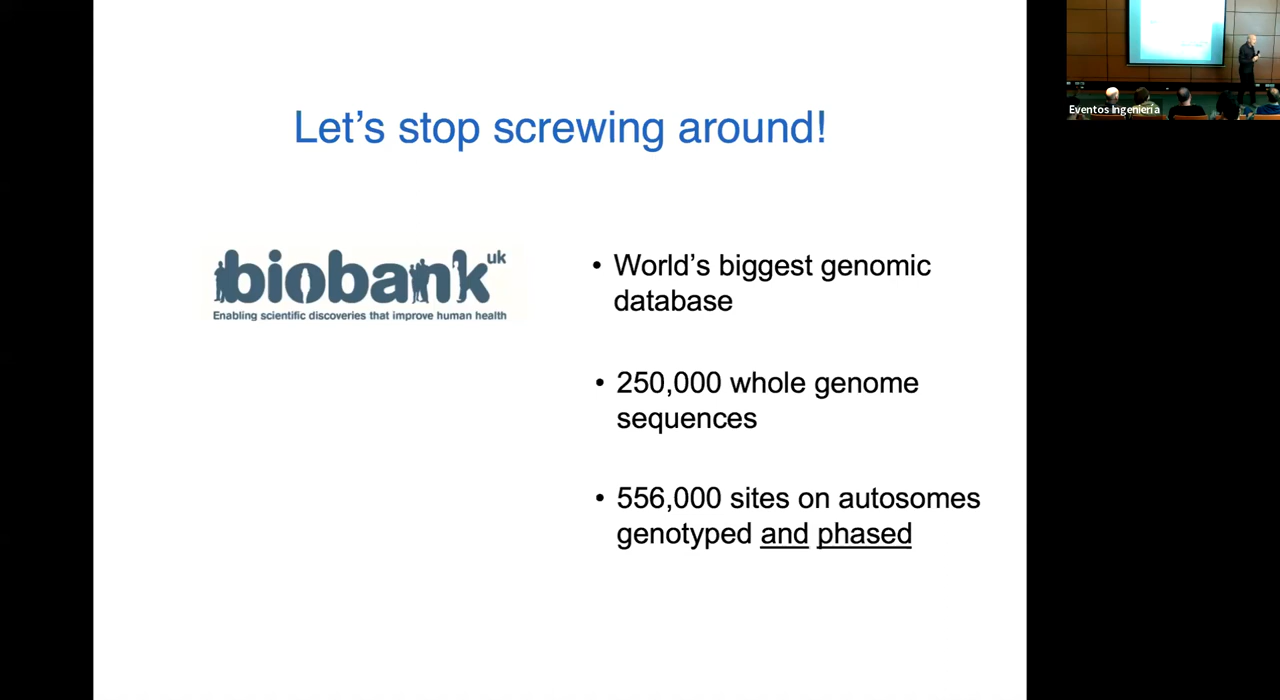 Let's stop screwing around!
biobank uk
Enabling scientific discoveries that improve human health
• World's biggest genomic
database
• 250,000 whole genome
sequences
• 556,000 sites on autosomes
genotyped and phased
Eventos Ingeniería